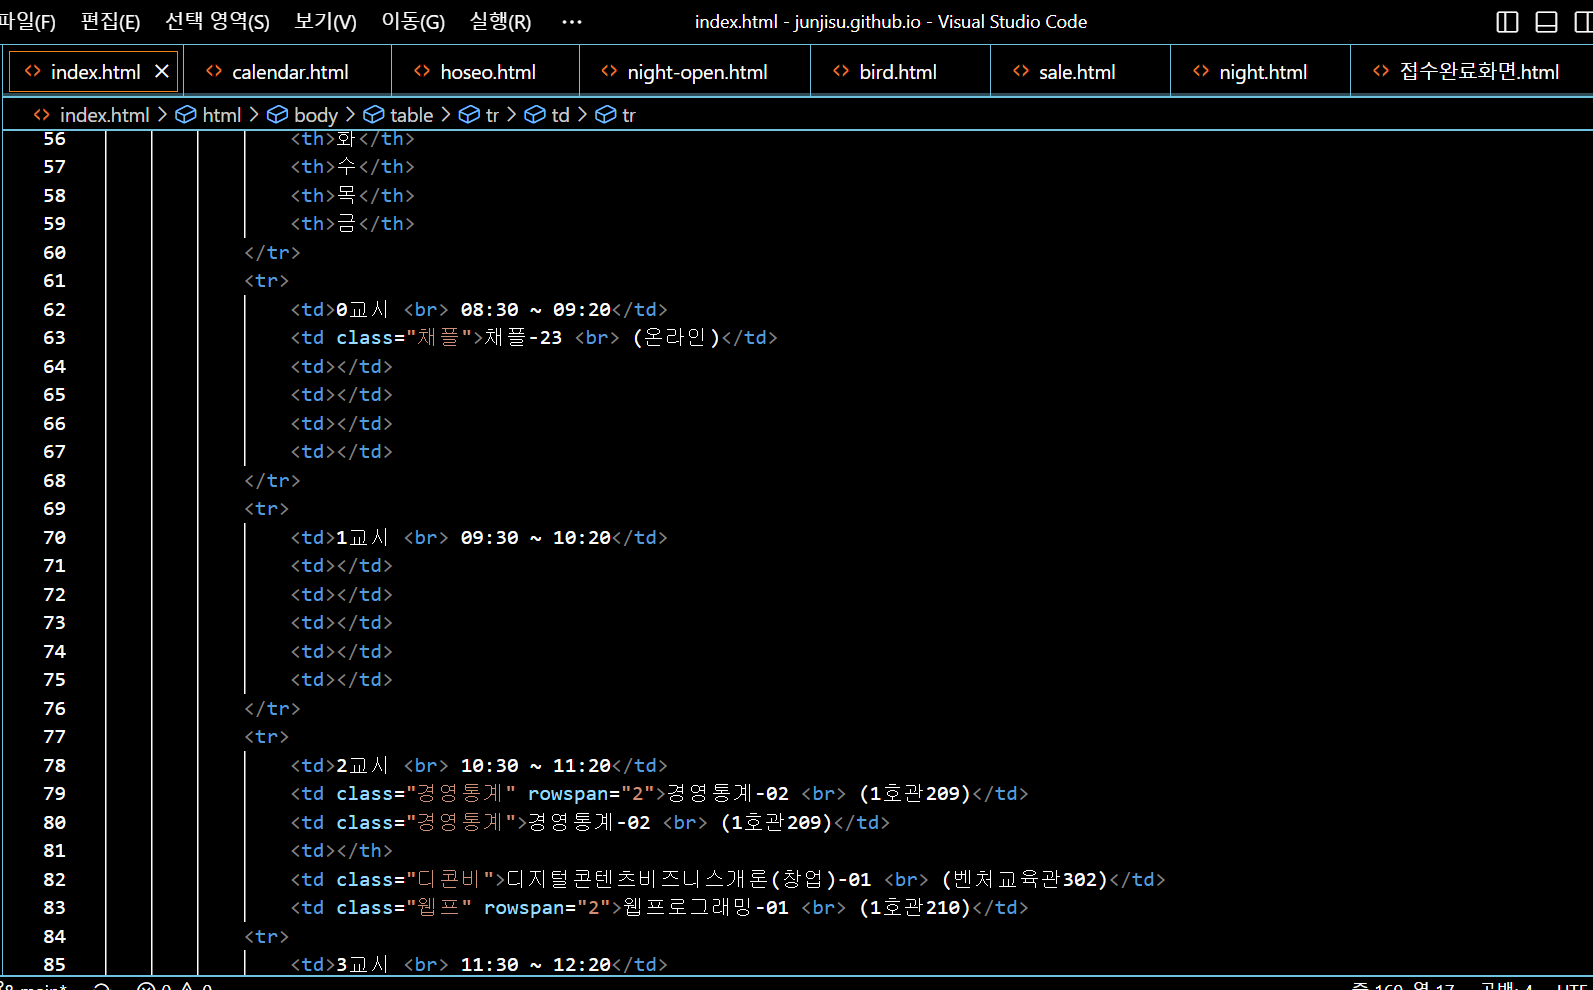 파일(F) 편집(E) 선택 영역(S) 보기(V) 이동(G) 실행(R) ··· index.html - junjisu.github.io - Visual Studio Code
index.html calendar.html hoseo.html night-open.html bird.html sale.html night.html 접수완료화면.html
index.html > html > body > table > tr > td > tr
56 <th>화</th>
57 <th>수</th>
58 <th>목</th>
59 <th>금</th>
60 </tr>
61 <tr>
62 <td>0교시 <br> 08:30 ~ 09:20</td>
63 <td class="채플">채플-23 <br> (온라인)</td>
64 <td></td>
65 <td></td>
66 <td></td>
67 <td></td>
68 </tr>
69 <tr>
70 <td>1교시 <br> 09:30 ~ 10:20</td>
71 <td></td>
72 <td></td>
73 <td></td>
74 <td></td>
75 <td></td>
76 </tr>
77 <tr>
78 <td>2교시 <br> 10:30 ~ 11:20</td>
79 <td class="경영통계" rowspan="2">경영통계-02 <br> (1호관209)</td>
80 <td class="경영통계">경영통계-02 <br> (1호관209)</td>
81 <td></th>
82 <td class="디콘비">디지털콘텐츠비즈니스개론(창업)-01 <br> (벤처교육관302)</td>
83 <td class="웹프" rowspan="2">웹프로그래밍-01 <br> (1호관210)</td>
84 <tr>
85 <td>3교시 <br> 11:30 ~ 12:20</td>